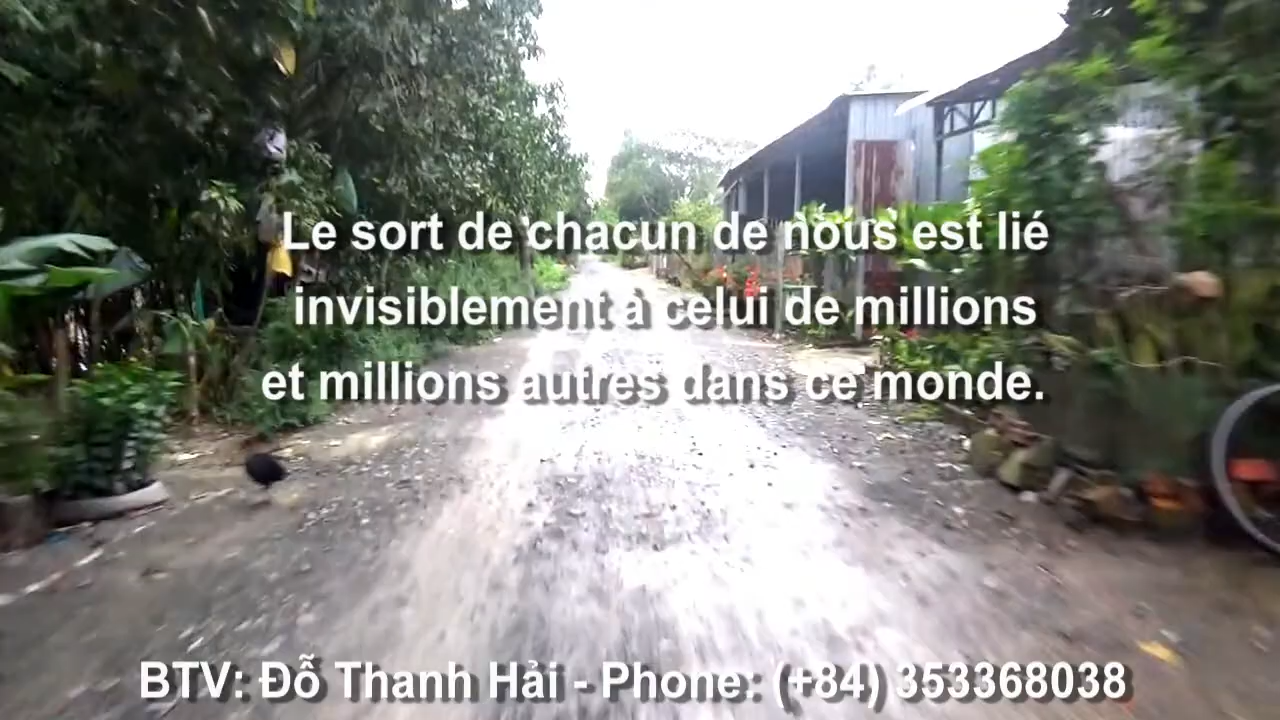 Le sort de chacun de nous est lié
invisiblement à celui de millions
et millions autres dans ce monde.
BTV: Đỗ Thanh Hải - Phone: (+84) 353368038